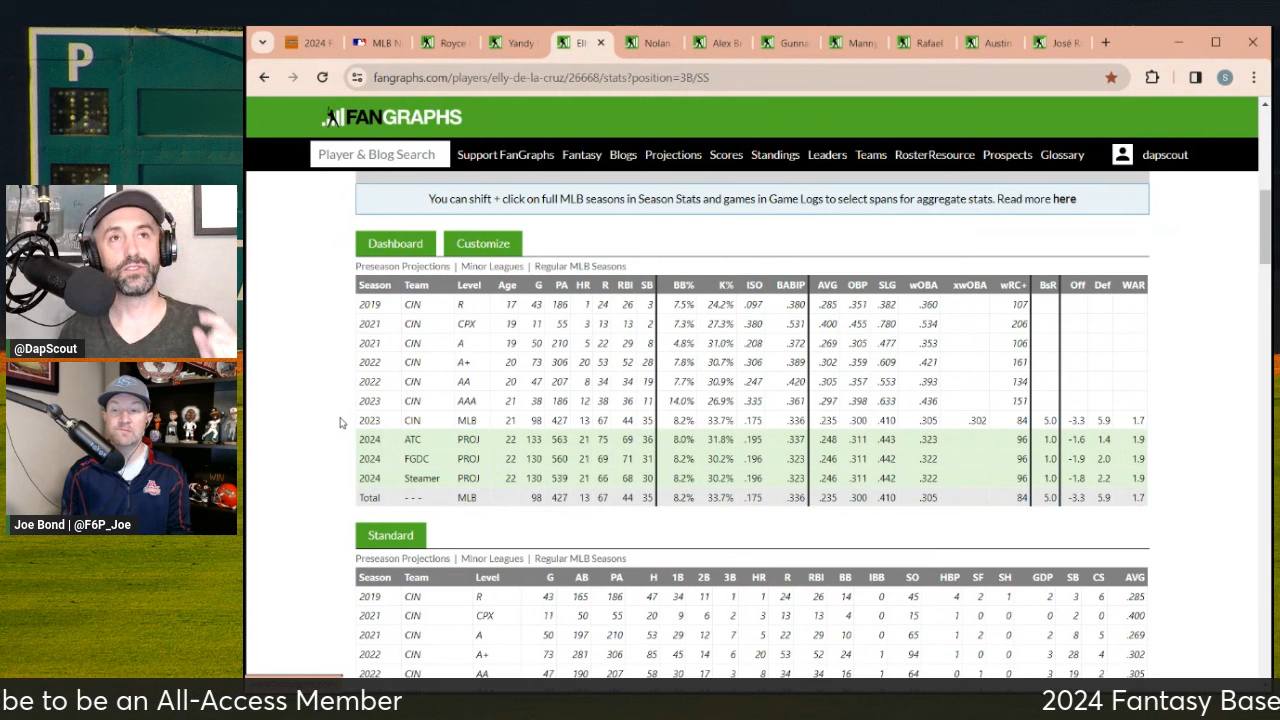 P
2024 F MLB N Royce Yandy Ell Nolan Alex Br Gunna Manny Rafael Austin José R
fangraphs.com/players/elly-de-la-cruz/26668/stats?position=3B/SS
S
FANGRAPHS
Player & Blog Search Support FanGraphs Fantasy Blogs Projections Scores Standings Leaders Teams RosterResource Prospects Glossary dapscout
You can shift + click on full MLB seasons in Season Stats and games in Game Logs to select spans for aggregate stats. Read more here
Dashboard Customize
Preseason Projections | Minor Leagues | Regular MLB Seasons
Season Team Level Age G PA HR R RBI SB BB% K% ISO BABIP AVG OBP SLG wOBA xwOBA wRC+ BsR Off Def WAR
2019 CIN R 17 43 186 1 24 26 3 7.5% 24.2% .097 .380 .285 .351 .382 .360 107
2021 CIN CPX 19 11 55 3 13 13 2 7.3% 27.3% .380 .531 .400 .455 .780 .534 206
2021 CIN A 19 50 210 5 22 29 8 4.8% 31.0% .208 .372 .269 .305 .477 .353 106
2022 CIN A+ 20 73 306 20 53 52 28 7.8% 30.7% .306 .389 .302 .359 .609 .421 161
2022 CIN AA 20 47 207 8 34 34 19 7.7% 30.9% .247 .420 .305 .357 .553 .393 134
2023 CIN AAA 21 38 186 12 38 36 11 14.0% 26.9% .335 .361 .297 .398 .633 .436 151
2023 CIN MLB 21 98 427 13 67 44 35 8.2% 33.7% .175 .336 .235 .300 .410 .305 .302 84 5.0 -3.3 5.9 1.7
2024 ATC PROJ 22 133 563 21 75 69 36 8.0% 31.8% .195 .337 .248 .311 .443 .323 96 1.0 -1.6 1.4 1.9
2024 FGDC PROJ 22 130 560 21 69 71 31 8.2% 30.2% .196 .323 .246 .311 .442 .322 96 1.0 -1.9 2.0 1.9
2024 Steamer PROJ 22 130 539 21 66 68 30 8.2% 30.2% .196 .323 .246 .311 .442 .322 96 1.0 -1.8 2.2 1.9
Total - - - MLB 98 427 13 67 44 35 8.2% 33.7% .175 .336 .235 .300 .410 .305 84 5.0 -3.3 5.9 1.7
Standard
Preseason Projections | Minor Leagues | Regular MLB Seasons
Season Team Level G AB PA H 1B 2B 3B HR R RBI BB IBB SO HBP SF SH GDP SB CS AVG
2019 CIN R 43 165 186 47 34 11 1 1 24 26 14 0 45 4 2 1 2 3 6 .285
2021 CIN CPX 11 50 55 20 9 6 2 3 13 13 4 0 15 1 0 0 0 2 0 .400
2021 CIN A 50 197 210 53 29 12 7 5 22 29 10 0 65 1 2 0 3 8 5 .269
2022 CIN A+ 73 281 306 85 45 14 6 20 53 52 24 1 94 1 0 0 3 28 4 .302
2022 CIN AA 47 190 207 58 30 17 3 8 34 34 16 1 64 0 1 0 3 19 2 .305
@DapScout
Joe Bond | @F6P_Joe
be to be an All-Access Member 2024 Fantasy Base